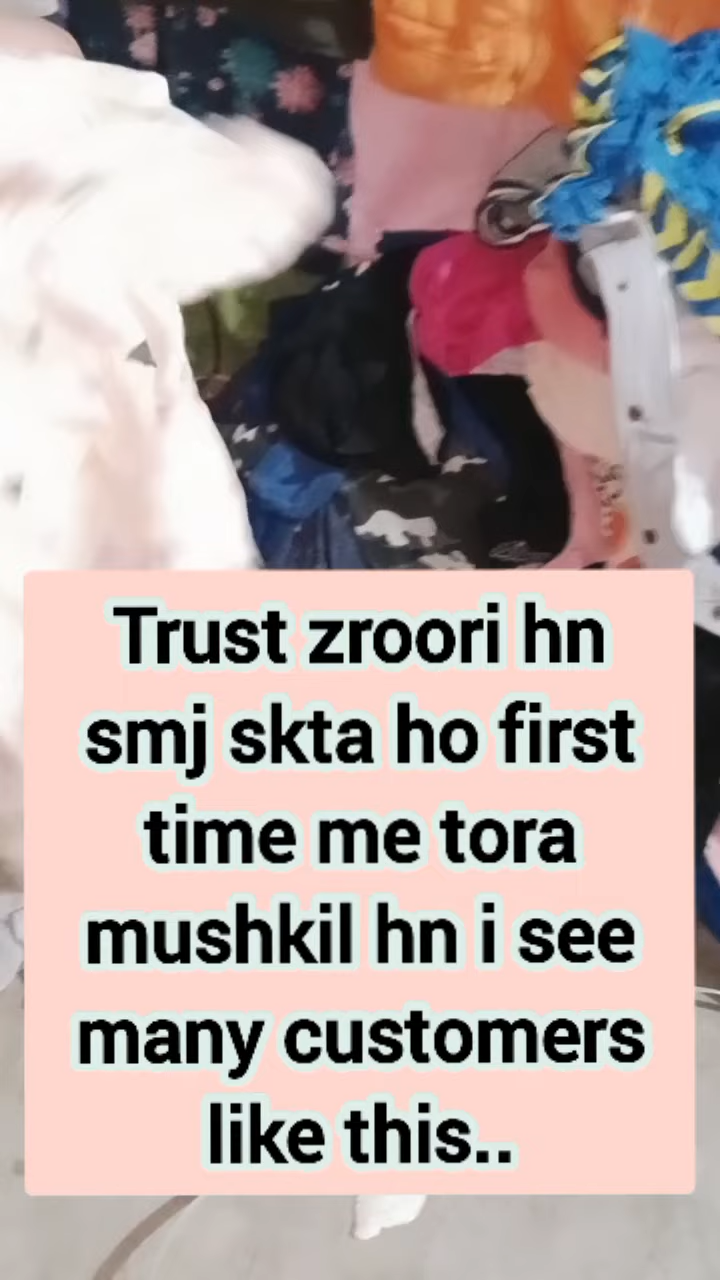 Trust zroori hn
smj skta ho first
time me tora
mushkil hn i see
many customers
like this..